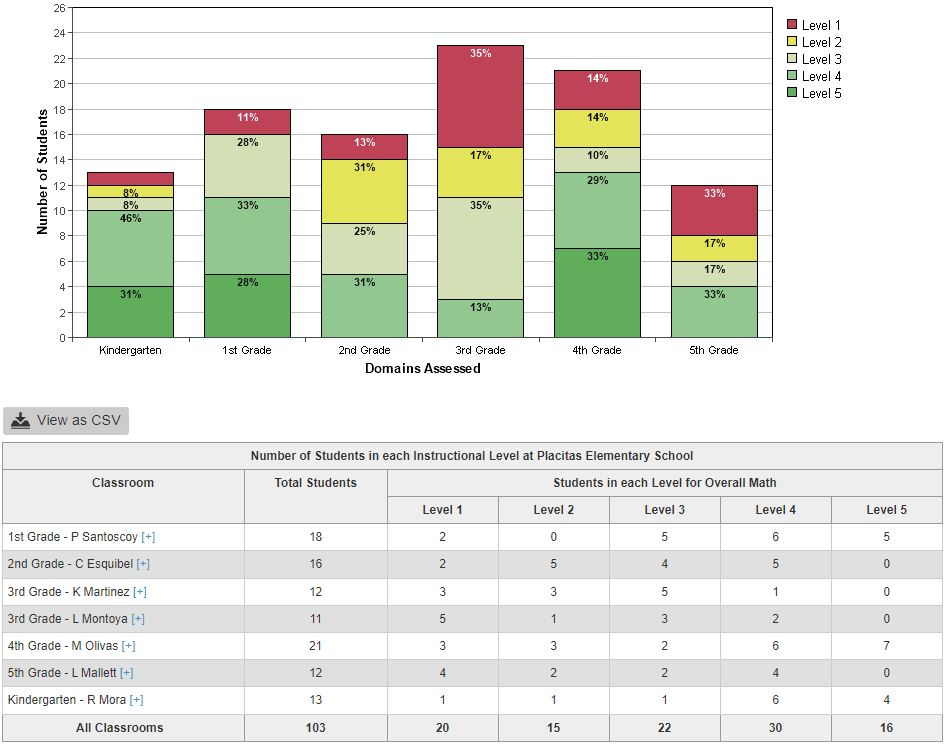 26
24
22
20
18
16
14
12
10
8
6
4
2
0
Number of Students
8%
8%
46%
31%
11%
28%
33%
28%
13%
31%
25%
31%
35%
17%
35%
13%
14%
14%
10%
29%
33%
33%
17%
17%
33%
Kindergarten 1st Grade 2nd Grade 3rd Grade 4th Grade 5th Grade
Domains Assessed
Level 1
Level 2
Level 3
Level 4
Level 5
View as CSV
Number of Students in each Instructional Level at Placitas Elementary School
Classroom Total Students Students in each Level for Overall Math
Level 1 Level 2 Level 3 Level 4 Level 5
1st Grade - P Santoscoy [+] 18 2 0 5 6 5
2nd Grade - C Esquibel [+] 16 2 5 4 5 0
3rd Grade - K Martinez [+] 12 3 3 5 1 0
3rd Grade - L Montoya [+] 11 5 1 3 2 0
4th Grade - M Olivas [+] 21 3 3 2 6 7
5th Grade - L Mallett [+] 12 4 2 2 4 0
Kindergarten - R Mora [+] 13 1 1 1 6 4
All Classrooms 103 20 15 22 30 16